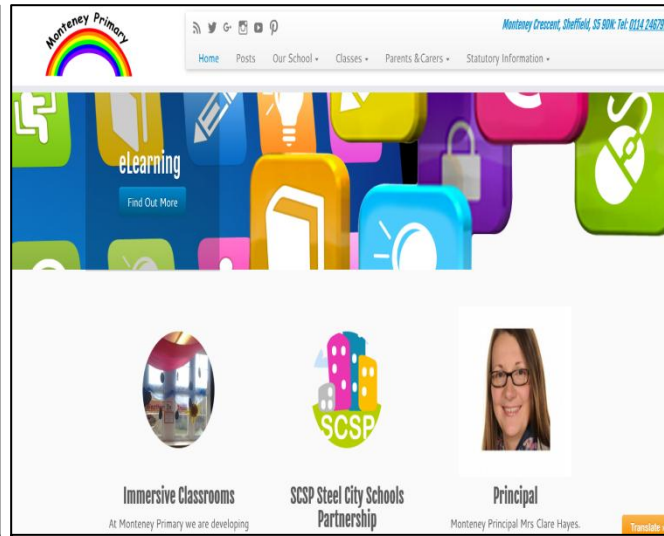 Monteney Primary
Monteney Crescent, Sheffield, S5 9DN: Tel: 0114 24679
Home Posts Our School Classes Parents & Carers Statutory Information
eLearning
Find Out More
SCSP
Immersive Classrooms
At Monteney Primary we are developing
SCSP Steel City Schools
Partnership
Principal
Monteney Principal Mrs Clare Hayes.
Translate »